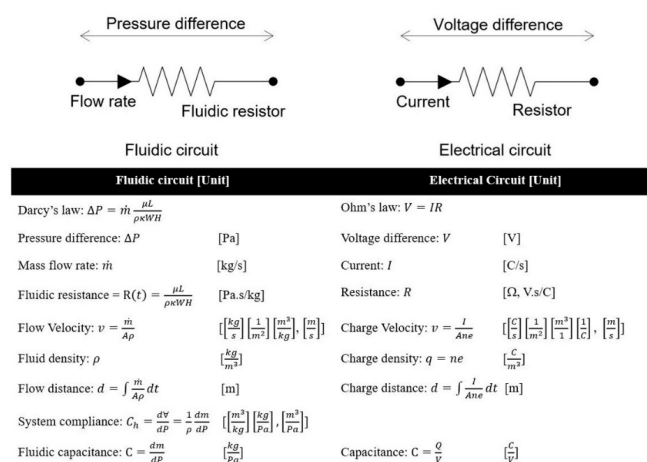 Pressure difference Voltage difference
Flow rate Fluidic resistor Current Resistor
Fluidic circuit Electrical circuit
Fluidic circuit [Unit] Electrical Circuit [Unit]
Darcy's law: ΔP = ṁ μL/ρκWH Ohm's law: V = IR
Pressure difference: ΔP [Pa] Voltage difference: V [V]
Mass flow rate: ṁ [kg/s] Current: I [C/s]
Fluidic resistance = R(t) = μL/ρκWH [Pa.s/kg] Resistance: R [Ω, V.s/C]
Flow Velocity: v = ṁ/Aρ [[kg/s][1/m²][m³/kg], [m/s] Charge Velocity: v = I/Ane [[C/s][1/m²][m³/1][1/C], [m/s]
Fluid density: ρ [kg/m³] Charge density: q = ne [C/m³]
Flow distance: d = ∫ṁ/Aρ dt [m] Charge distance: d = ∫I/Ane dt [m]
System compliance: Cₕ = d∀/dP = 1/ρ dm/dP [[m³/kg][kg/Pa], [m³/Pa]]
Fluidic capacitance: C = dm/dP [kg/Pa] Capacitance: C = Q/V [C/V]